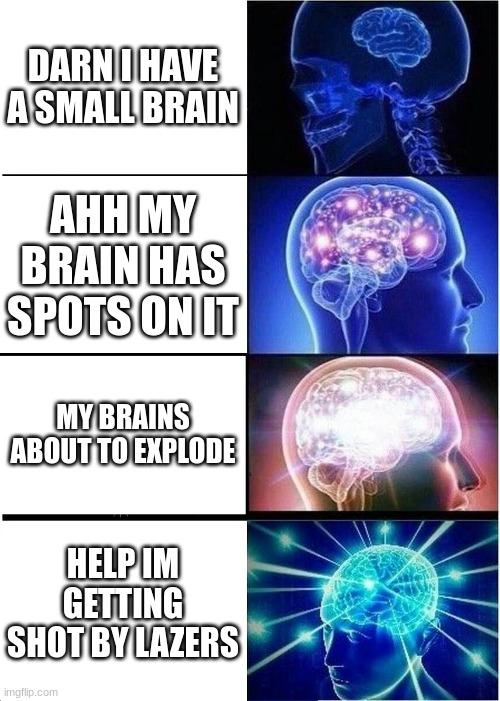 DARN I HAVE
A SMALL BRAIN
AHH MY
BRAIN HAS
SPOTS ON IT
MY BRAINS
ABOUT TO EXPLODE
HELP IM
GETTING
SHOT BY LAZERS
imgflip.com